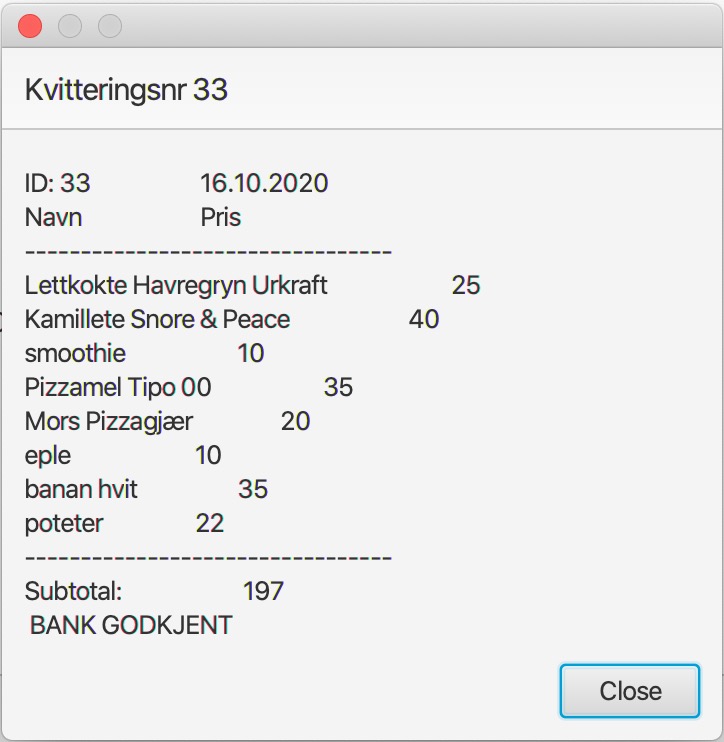 Kvitteringsnr 33
ID: 33 16.10.2020
Navn Pris
---------------------------------
Lettkokte Havregryn Urkraft 25
Kamillete Snore & Peace 40
smoothie 10
Pizzamel Tipo 00 35
Mors Pizzagjær 20
eple 10
banan hvit 35
poteter 22
---------------------------------
Subtotal: 197
BANK GODKJENT
Close